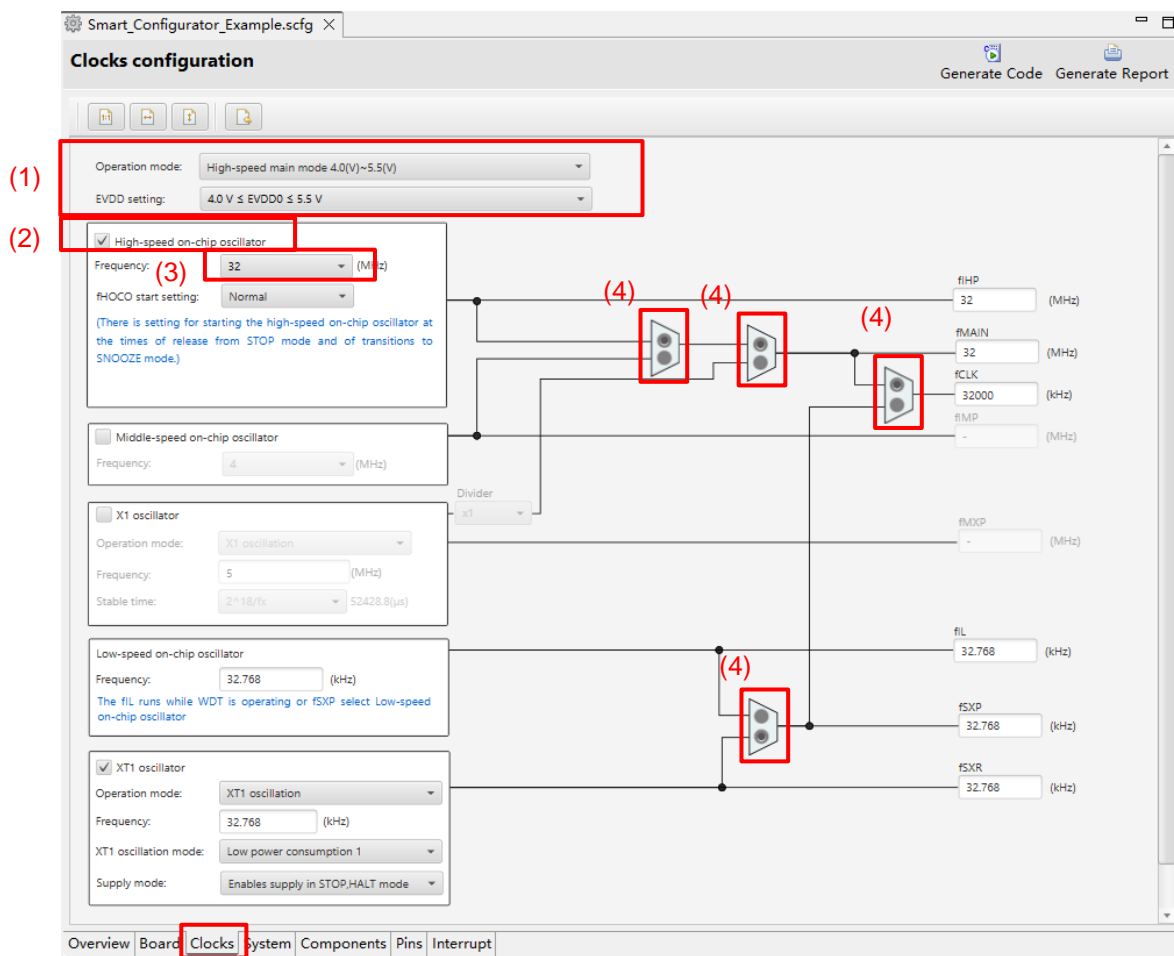 Smart_Configurator_Example.scfg
Clocks configuration
Generate Code Generate Report
1:1
(1)
Operation mode: High-speed main mode 4.0(V)~5.5(V)
EVDD setting: 4.0 V ≤ EVDD0 ≤ 5.5 V
(2)
High-speed on-chip oscillator
Frequency: (3) 32 (MHz)
fHOCO start setting: Normal
(There is setting for starting the high-speed on-chip oscillator at
the times of release from STOP mode and of transitions to
SNOOZE mode.)
(4) (4) (4)
fIHP
32 (MHz)
fMAIN
32 (MHz)
fCLK
32000 (kHz)
fIMP
- (MHz)
Middle-speed on-chip oscillator
Frequency: 4 (MHz)
Divider
x1
X1 oscillator
Operation mode: X1 oscillation
Frequency: 5 (MHz)
Stable time: 2^18/fx 52428.8(μs)
fMXP
- (MHz)
Low-speed on-chip oscillator
Frequency: 32.768 (kHz)
The fIL runs while WDT is operating or fSXP select Low-speed
on-chip oscillator
(4)
fIL
32.768 (kHz)
fSXP
32.768 (kHz)
fSXR
32.768 (kHz)
XT1 oscillator
Operation mode: XT1 oscillation
Frequency: 32.768 (kHz)
XT1 oscillation mode: Low power consumption 1
Supply mode: Enables supply in STOP,HALT mode
Overview Board Clocks System Components Pins Interrupt